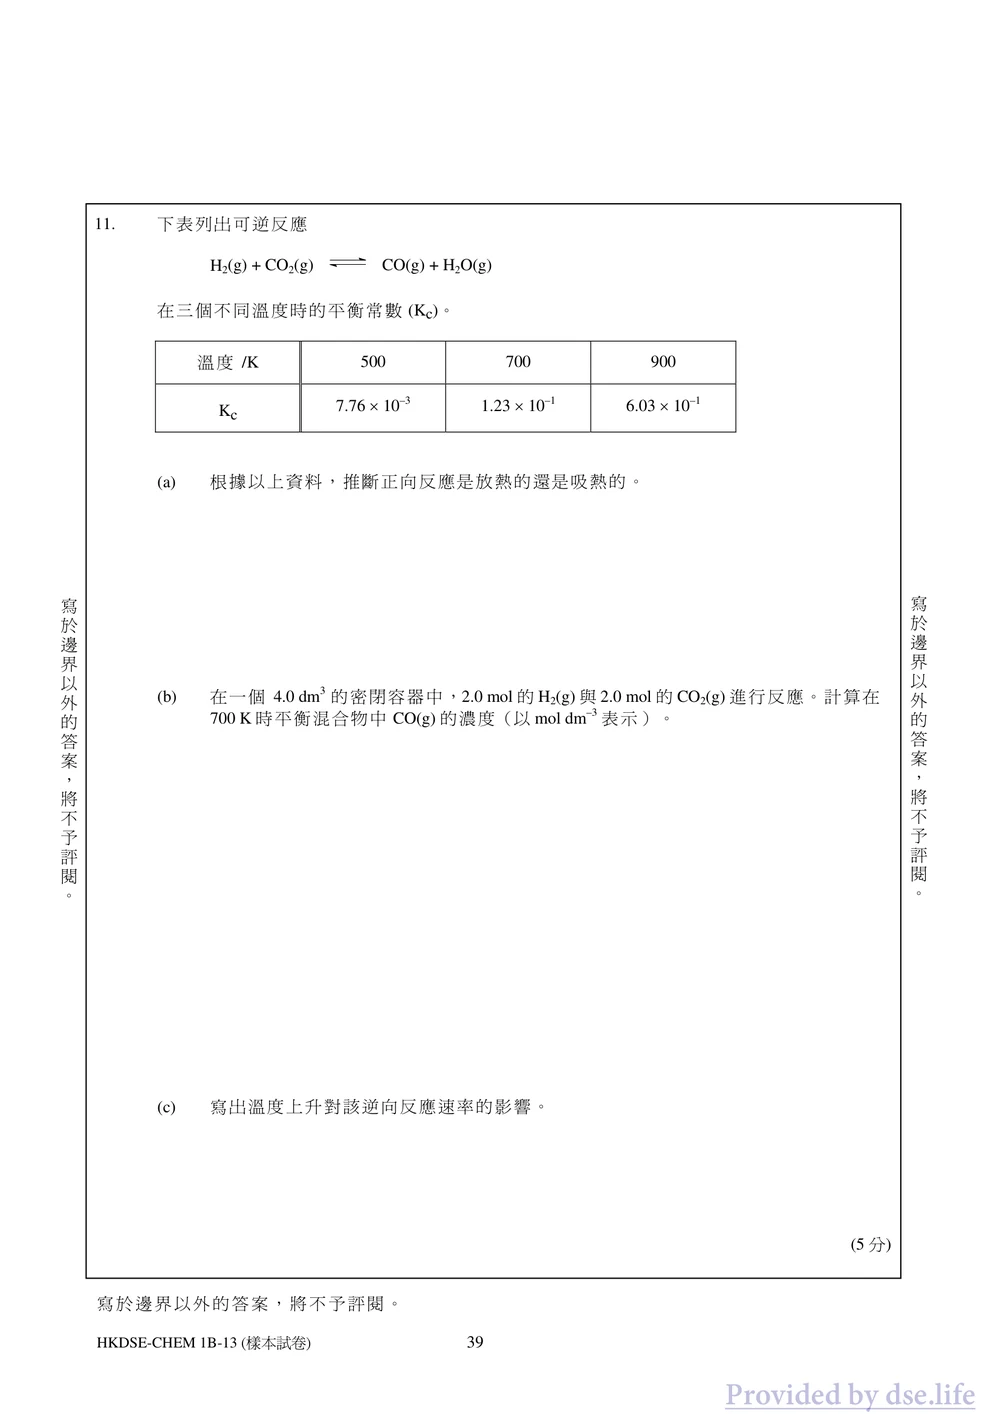 11. 下表列出可逆反應
H₂(g) + CO₂(g) ⇌ CO(g) + H₂O(g)
在三個不同溫度時的平衡常數 (Kc)。
溫度 /K 500 700 900
Kc 7.76 × 10⁻³ 1.23 × 10⁻¹ 6.03 × 10⁻¹
(a) 根據以上資料，推斷正向反應是放熱的還是吸熱的。
(b) 在一個 4.0 dm³ 的密閉容器中，2.0 mol 的 H₂(g) 與 2.0 mol 的 CO₂(g) 進行反應。計算在
700 K 時平衡混合物中 CO(g) 的濃度（以 mol dm⁻³ 表示）。
(c) 寫出溫度上升對該逆向反應速率的影響。
(5 分)
寫於邊界以外的答案，將不予評閱。
寫於邊界以外的答案，將不予評閱。
寫於邊界以外的答案，將不予評閱。
HKDSE-CHEM 1B-13 (樣本試卷) 39
Provided by dse.life